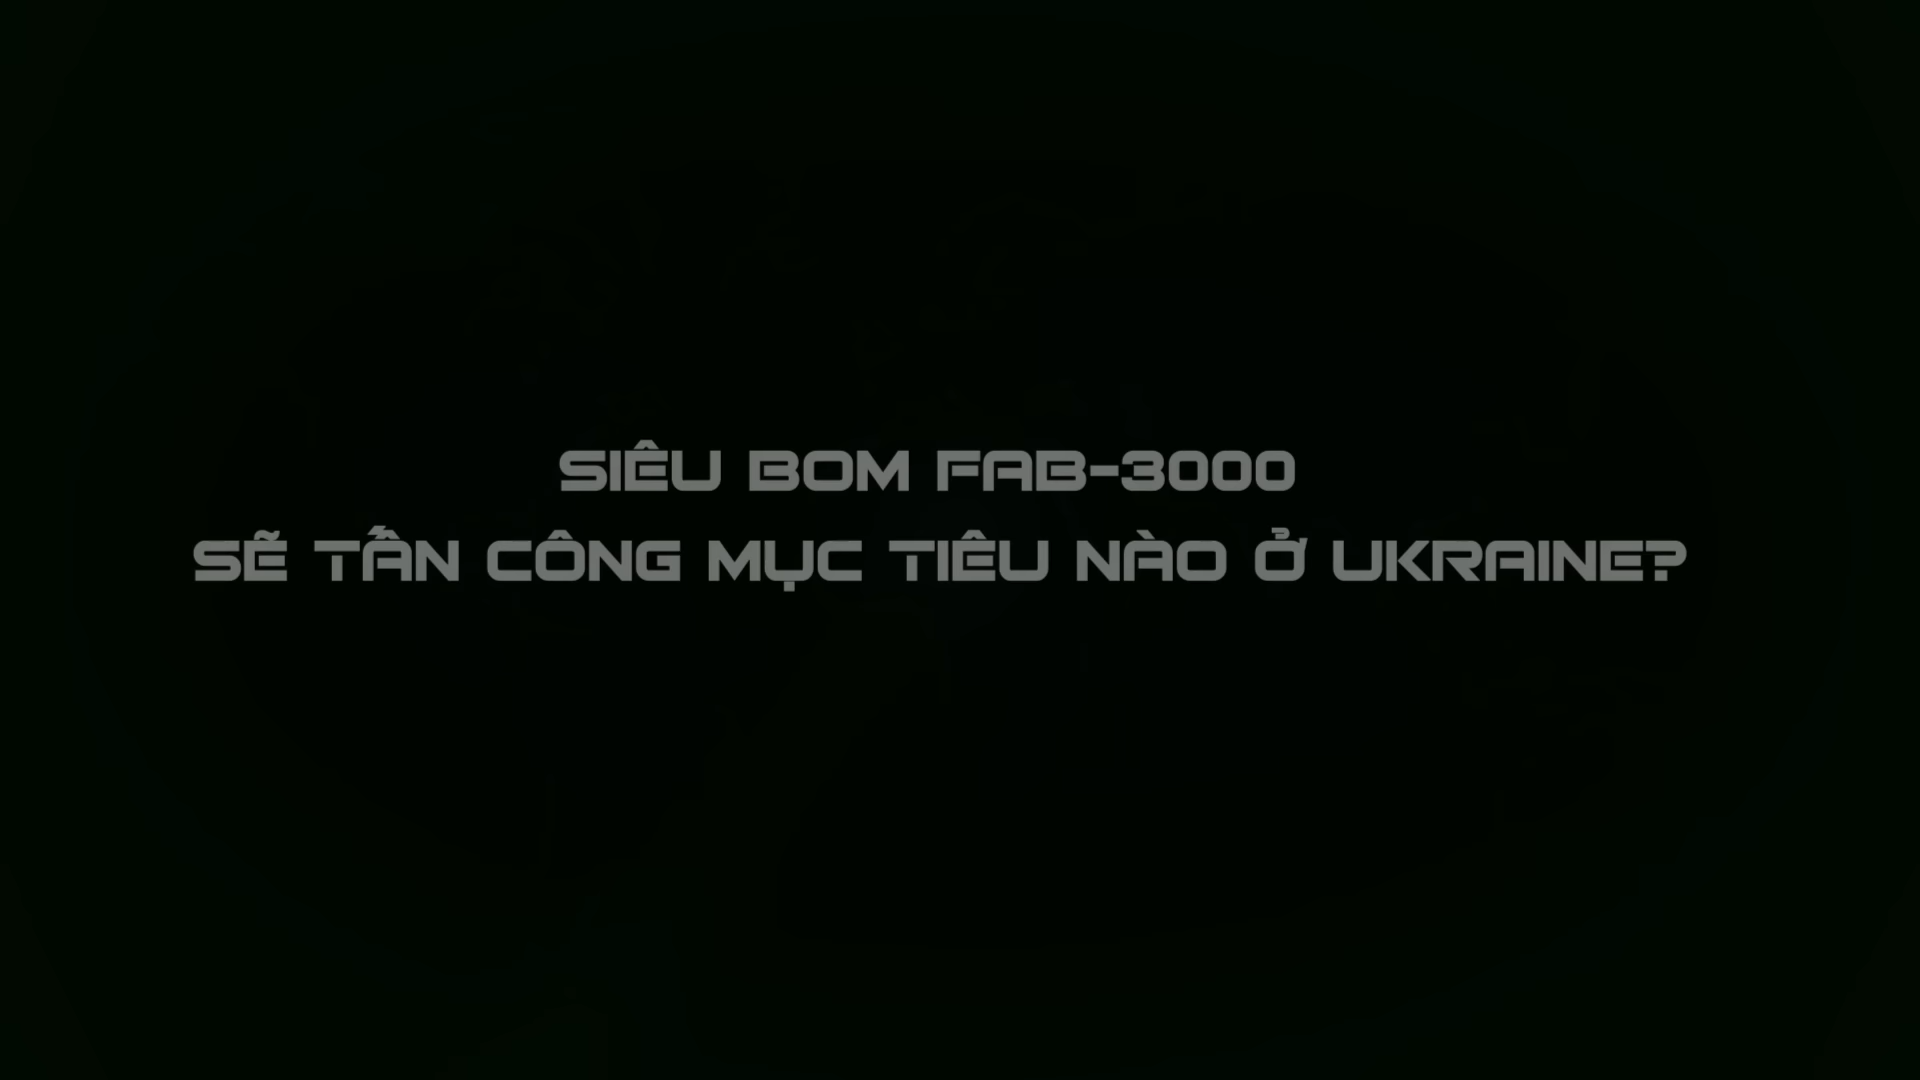 SIÊU BOM FAB-3000
SẼ TẤN CÔNG MỤC TIÊU NÀO Ở UKRAINE?